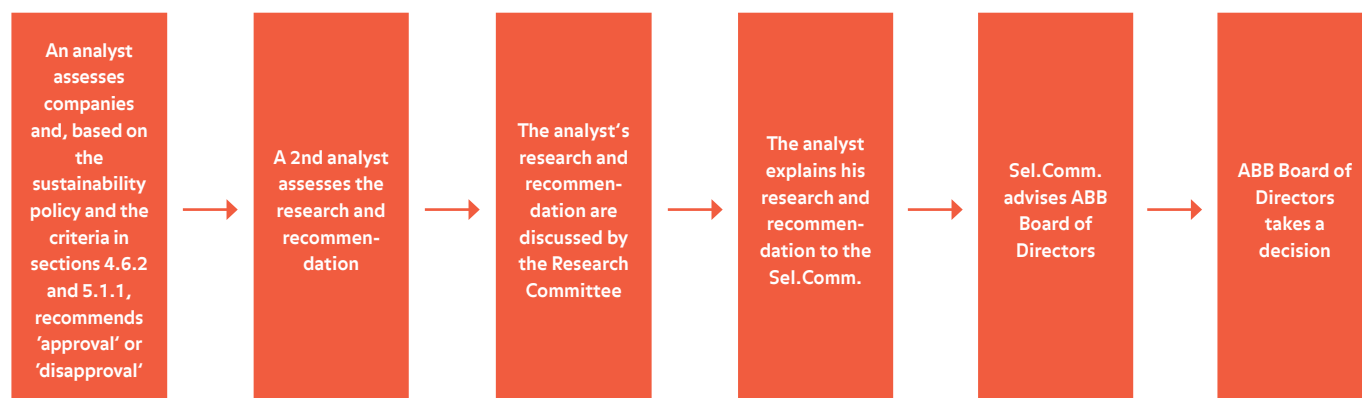 An analyst
assesses
companies
and, based on
the
sustainability
policy and the
criteria in
sections 4.6.2
and 5.1.1,
recommends
‘approval’ or
‘disapproval’
A 2nd analyst
assesses the
research and
recommen-
dation
The analyst’s
research and
recommen-
dation are
discussed by
the Research
Committee
The analyst
explains his
research and
recommen-
dation to the
Sel.Comm.
Sel.Comm.
advises ABB
Board of
Directors
ABB Board of
Directors
takes a
decision